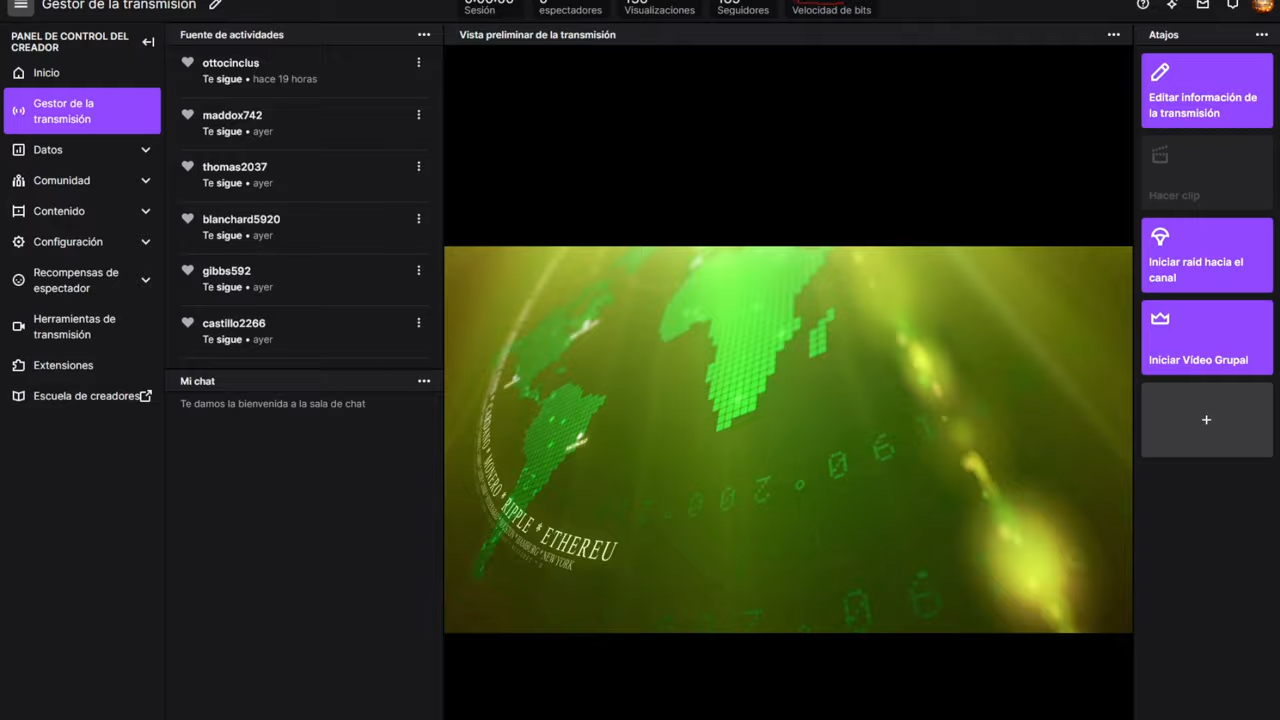 Gestor de la transmisión
Sesión
espectadores
Visualizaciones
Seguidores
Velocidad de bits
PANEL DE CONTROL DEL
CREADOR
Inicio
Gestor de la
transmisión
Datos
Comunidad
Contenido
Configuración
Recompensas de
espectador
Herramientas de
transmisión
Extensiones
Escuela de creadores
Fuente de actividades
ottocinclus
Te sigue • hace 19 horas
maddox742
Te sigue • ayer
thomas2037
Te sigue • ayer
blanchard5920
Te sigue • ayer
gibbs592
Te sigue • ayer
castillo2266
Te sigue • ayer
Mi chat
Te damos la bienvenida a la sala de chat
Vista preliminar de la transmisión
MONERO * RIPPLE * ETHEREU
NEW YORK
Atajos
Editar información de
la transmisión
Hacer clip
Iniciar raid hacia el
canal
Iniciar Vídeo Grupal
+